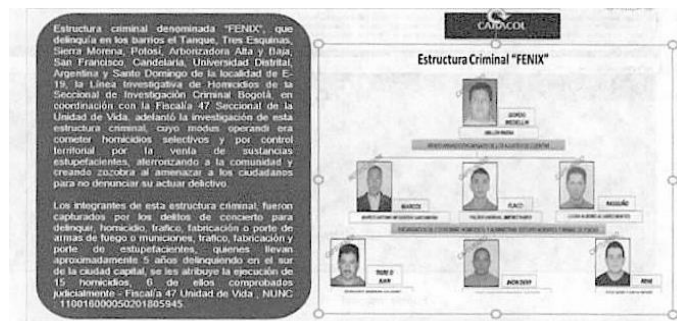 Estructura criminal denominada "FENIX", que
delinquía en los barrios el Tanque, Tres Esquinas,
Sierra Morena, Potosí, Arborizadora Alta y Baja,
San Francisco, Candelaria, Universidad Distrital,
Argentina y Santo Domingo de la localidad de E-
19, la Línea Investigativa de Homicidios de la
Seccional de Investigación Criminal Bogotá, en
coordinación con la Fiscalía 47 Seccional de la
Unidad de Vida, adelantó la investigación de esta
estructura criminal, cuyo modus operandi era
cometer homicidios selectivos y por control
territorial por la venta de sustancias
estupefacientes, aterrorizando a la comunidad y
creando zozobra al amenazar a los ciudadanos
para no denunciar su actuar delictivo.
Los integrantes de esta estructura criminal, fueron
capturados por los delitos de concierto para
delinquir, homicidio, trafico, fabricación o porte de
armas de fuego o municiones, trafico, fabricación y
porte de estupefacientes, quienes llevan
aproximadamente 5 años delinquiendo en el sur
de la ciudad capital, se les atribuye la ejecución de
15 homicidios, 6 de ellos comprobados
judicialmente - Fiscalía 47 Unidad de Vida , NUNC
: 110016000050201805945.
CARACOL
Estructura Criminal "FENIX"
GORDO
MEDELLIN
MARCOS
FLACO
RASGUÑO
TIGRE O
JUAN
JHON DEIVY
RENE